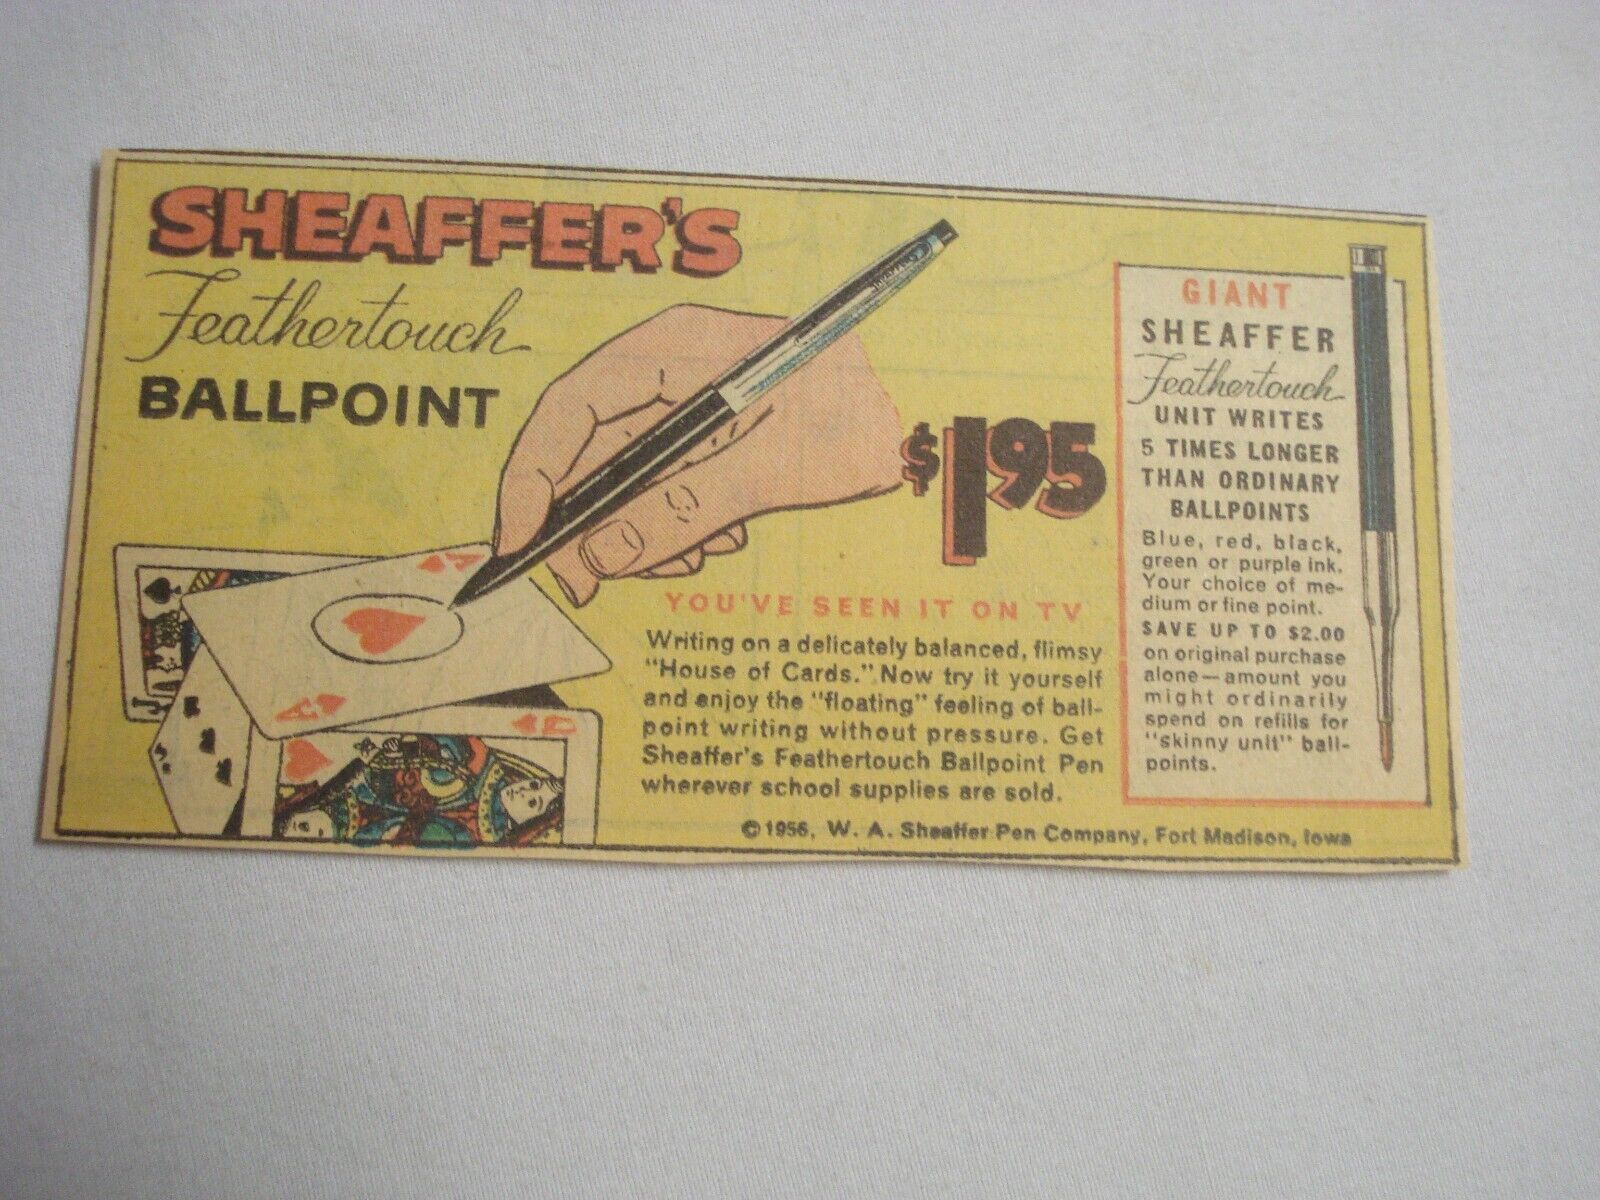 SHEAFFER'S
Feathertouch
BALLPOINT
$1.95
YOU'VE SEEN IT ON TV
Writing on a delicately balanced, flimsy
"House of Cards." Now try it yourself
and enjoy the "floating" feeling of ball-
point writing without pressure. Get
Sheaffer's Feathertouch Ballpoint Pen
wherever school supplies are sold.
©1956, W. A. Sheaffer Pen Company, Fort Madison, Iowa
GIANT
SHEAFFER
Feathertouch
UNIT WRITES
5 TIMES LONGER
THAN ORDINARY
BALLPOINTS
Blue, red, black,
green or purple ink.
Your choice of me-
dium or fine point.
SAVE UP TO $2.00
on original purchase
alone—amount you
might ordinarily
spend on refills for
"skinny unit" ball-
points.
A
A
J
Q